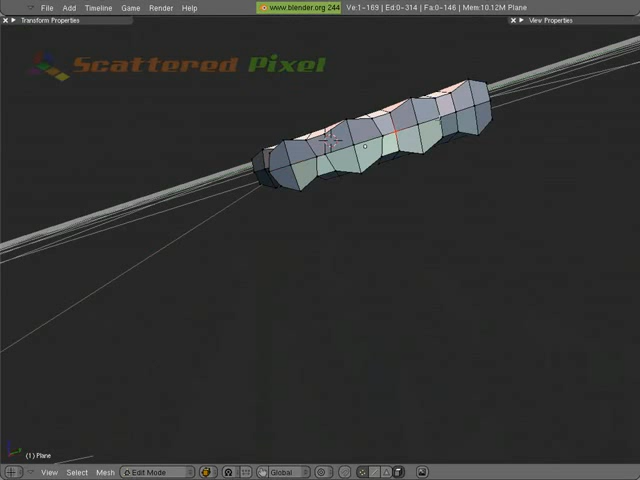 File Add Timeline Game Render Help www.blender.org 244 Ve:1-169 | Ed:0-314 | Fa:0-146 | Mem:10.12M Plane
Transform Properties View Properties
Scattered Pixel
(1) Plane
View Select Mesh Edit Mode Global